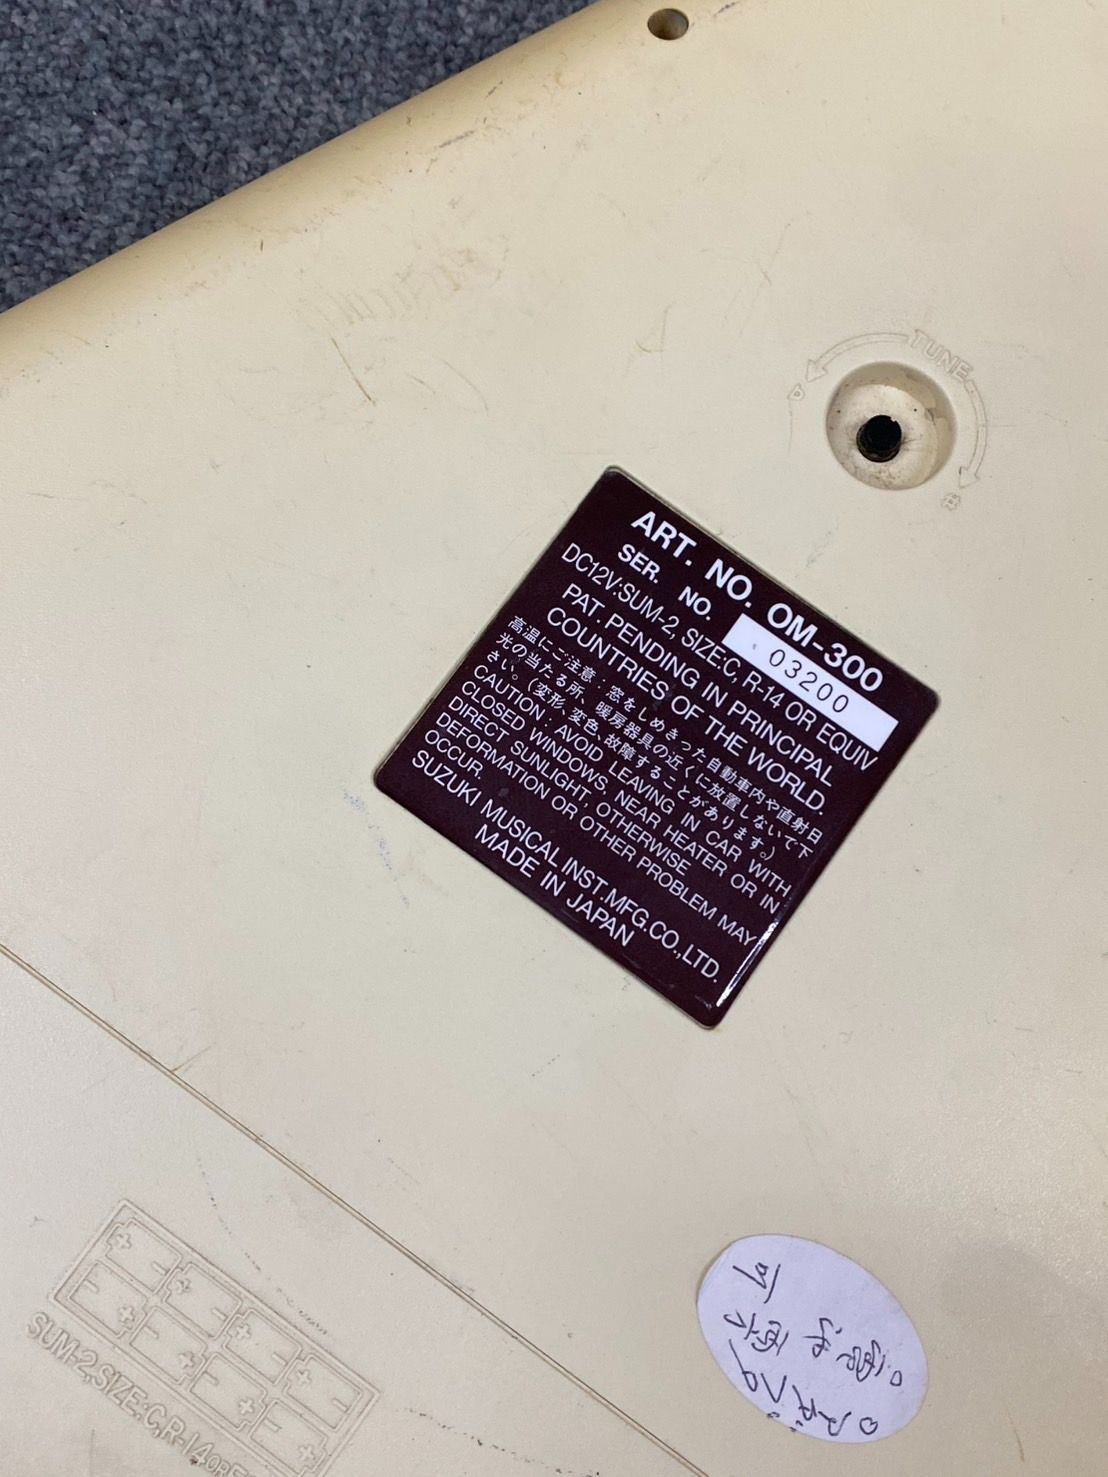 TUNE
♭
#
ART. NO. OM-300
SER. NO. 03200
DC12V:SUM-2, SIZE:C, R-14 OR EQUIV
PAT. PENDING IN PRINCIPAL
COUNTRIES OF THE WORLD.
高温にご注意：窓をしめきった自動車内や直射日
光の当たる所、暖房器具の近くに放置しないで下
さい。(変形、変色、故障することがあります。)
CAUTION: AVOID LEAVING IN CAR WITH
CLOSED WINDOWS, NEAR HEATER OR IN
DIRECT SUNLIGHT, OTHERWISE
DEFORMATION OR OTHER PROBLEM MAY
OCCUR.
SUZUKI MUSICAL INST.MFG.CO.,LTD.
MADE IN JAPAN
SUM-2,SIZE:C,R-14 OR